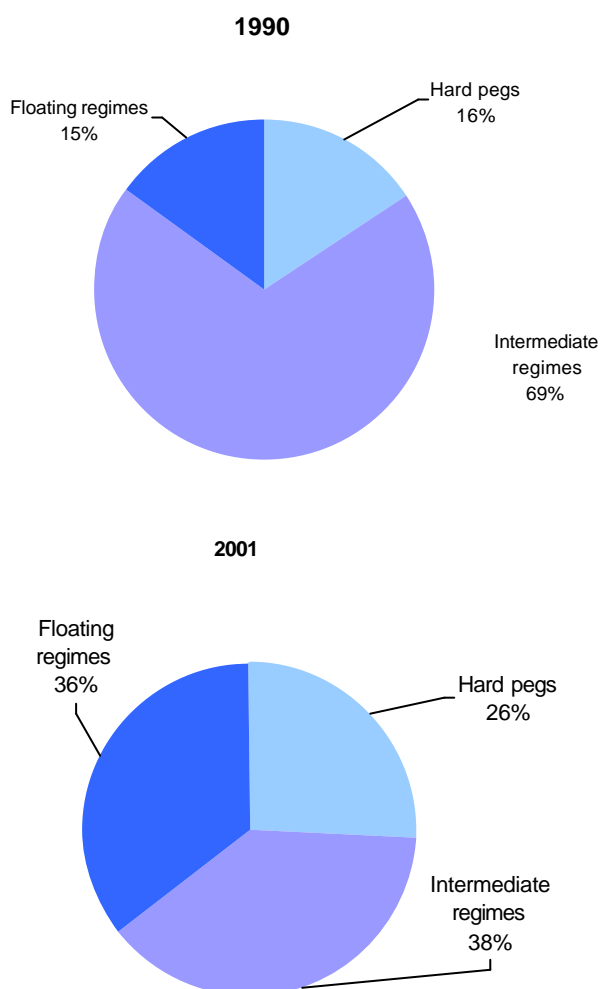 1990
Floating regimes
15%
Hard pegs
16%
Intermediate
regimes
69%
2001
Floating
regimes
36%
Hard pegs
26%
Intermediate
regimes
38%